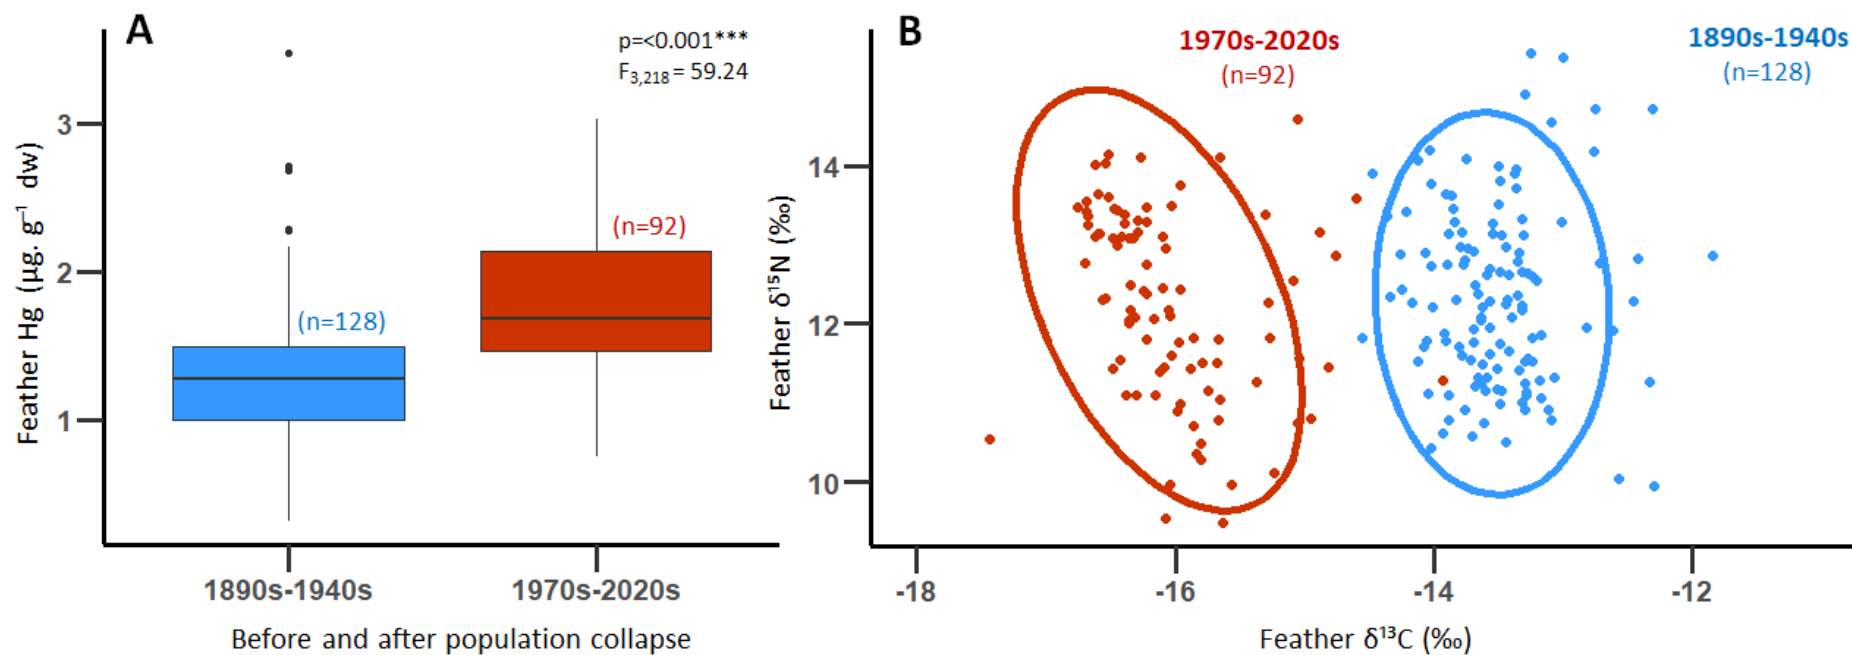 A
p=<0.001***
F3,218 = 59.24
Feather Hg (µg. g⁻¹ dw)
3
2
1
(n=128)
(n=92)
1890s-1940s
1970s-2020s
Before and after population collapse
B
1970s-2020s
(n=92)
1890s-1940s
(n=128)
Feather δ¹⁵N (‰)
14
12
10
-18
-16
-14
-12
Feather δ¹³C (‰)